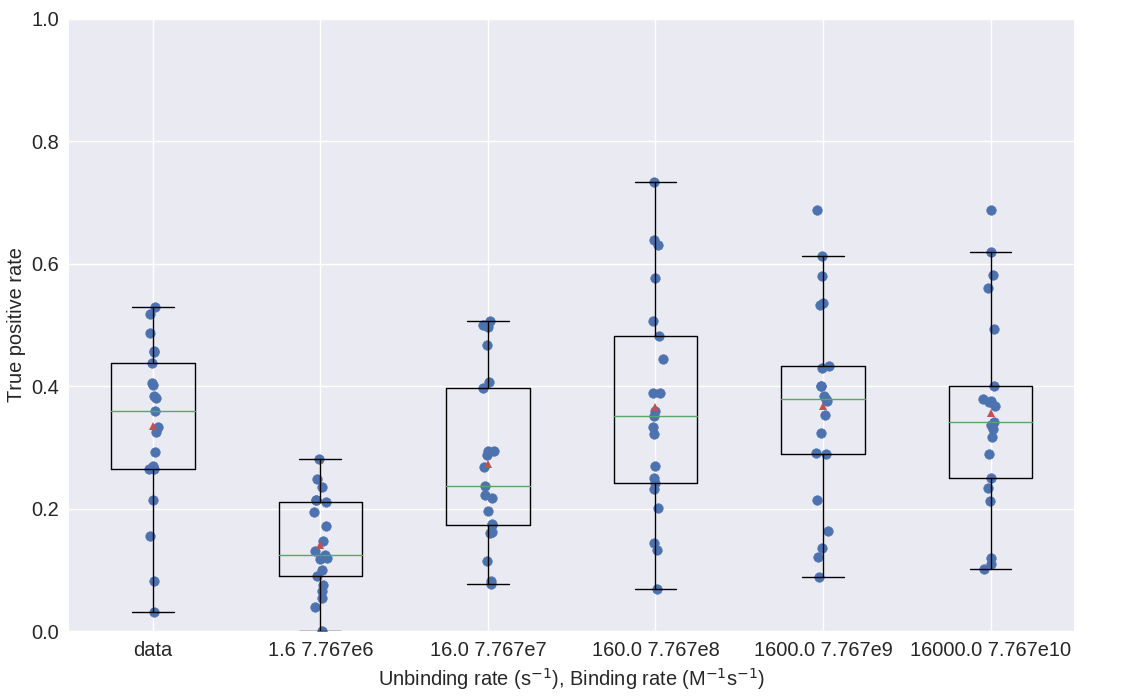 1.0
0.8
0.6
0.4
0.2
0.0
True positive rate
data 1.6 7.767e6 16.0 7.767e7 160.0 7.767e8 1600.0 7.767e9 16000.0 7.767e10
Unbinding rate (s⁻¹), Binding rate (M⁻¹s⁻¹)